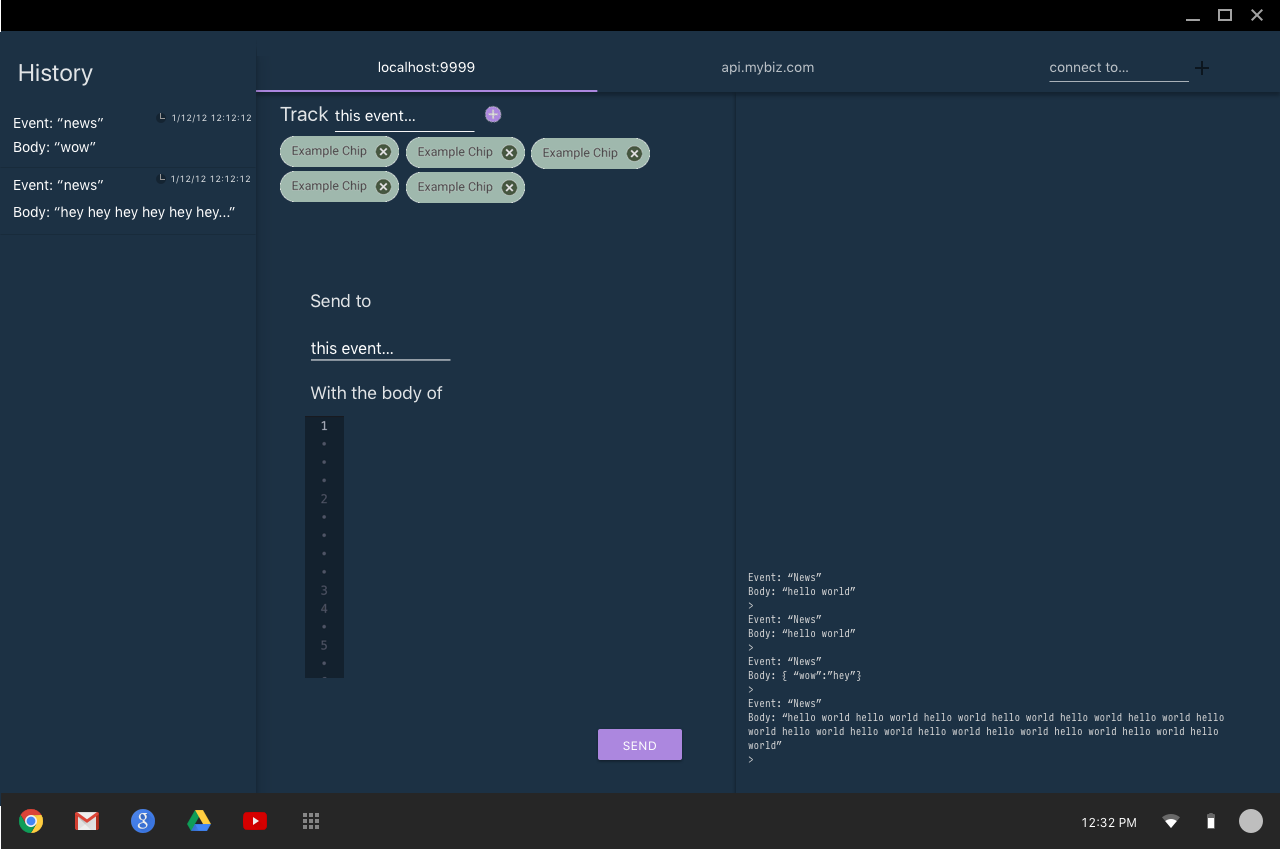 History
Event: “news”
1/12/12 12:12:12
Body: “wow”
Event: “news”
1/12/12 12:12:12
Body: “hey hey hey hey hey hey...”
localhost:9999
api.mybiz.com
connect to...
Track this event...
Example Chip
Example Chip
Example Chip
Example Chip
Example Chip
Send to
this event...
With the body of
1
2
3
4
5
SEND
Event: “News”
Body: “hello world”
>
Event: “News”
Body: “hello world”
>
Event: “News”
Body: { “wow”:”hey”}
>
Event: “News”
Body: “hello world hello world hello world hello world hello world hello world hello
world hello world hello world hello world hello world hello world hello world hello
world”
>
12:32 PM